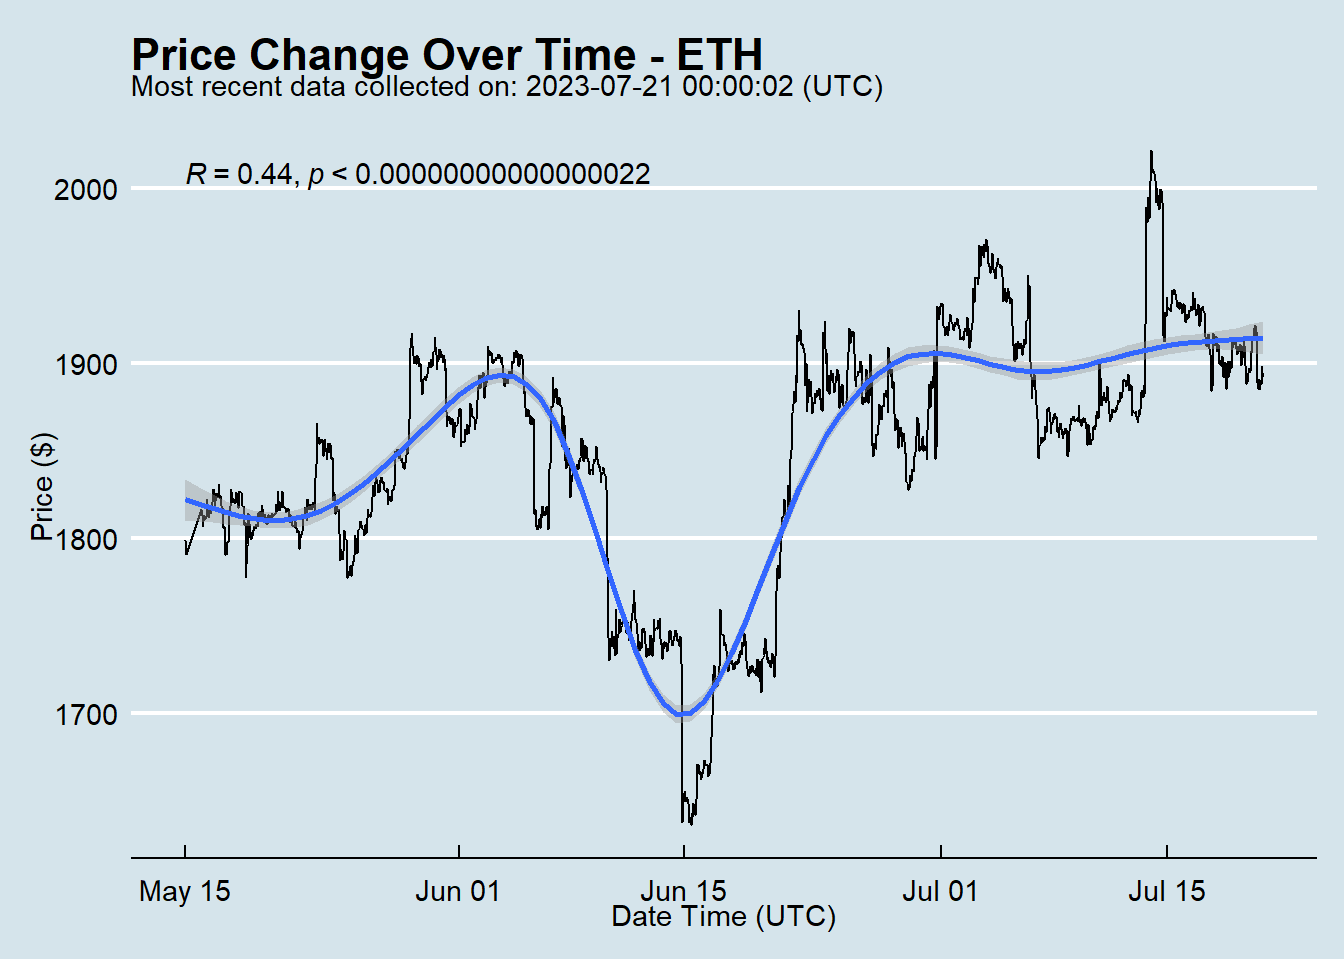 Price Change Over Time - ETH
Most recent data collected on: 2023-07-21 00:00:02 (UTC)
R = 0.44, p < 0.00000000000000022
2000
1900
1800
1700
Price ($)
May 15
Jun 01
Jun 15
Jul 01
Jul 15
Date Time (UTC)